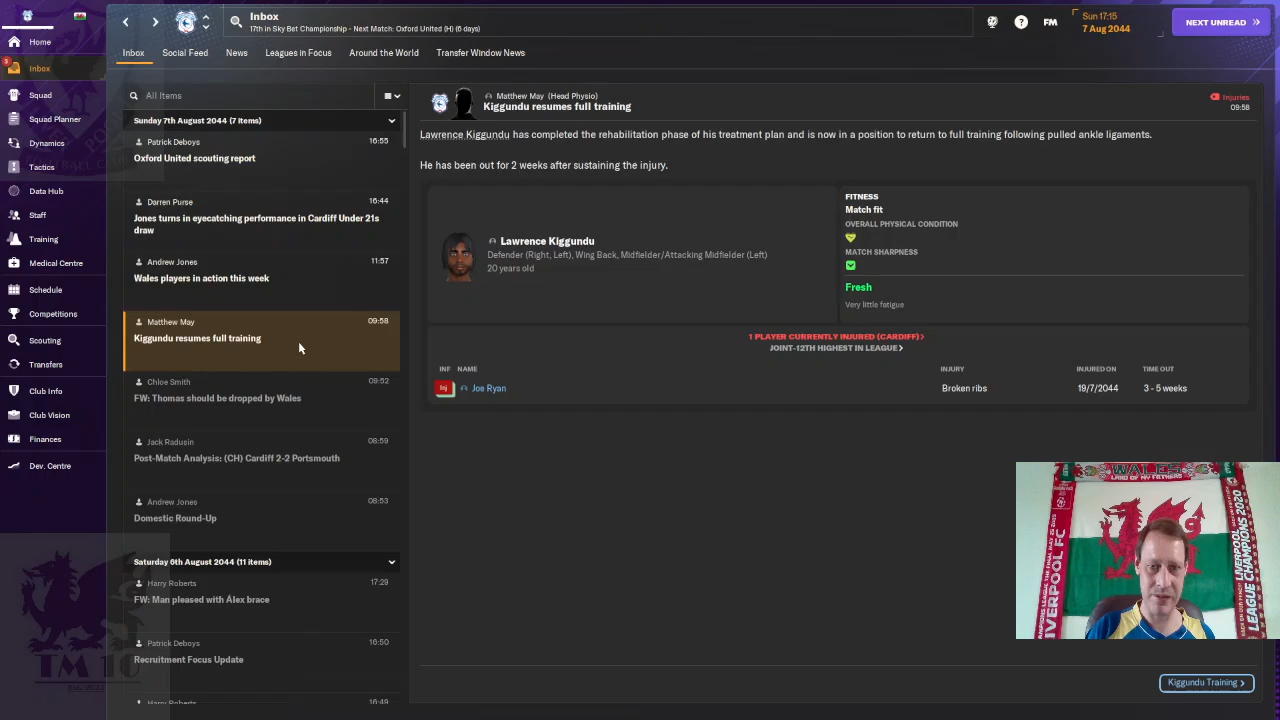 Inbox
17th in Sky Bet Championship - Next Match: Oxford United (H) (6 days)
FM
Sun 17:15
7 Aug 2044
NEXT UNREAD
Inbox
Social Feed
News
Leagues in Focus
Around the World
Transfer Window News
Home
3
Inbox
Squad
Squad Planner
Dynamics
Tactics
Data Hub
Staff
Training
Medical Centre
Schedule
Competitions
Scouting
Transfers
Club Info
Club Vision
Finances
Dev. Centre
All Items
Sunday 7th August 2044 (7 items)
Patrick Deboys 16:55
Oxford United scouting report
Darren Purse 16:44
Jones turns in eyecatching performance in Cardiff Under 21s
draw
Andrew Jones 11:57
Wales players in action this week
Matthew May 09:58
Kiggundu resumes full training
Chloe Smith 09:52
FW: Thomas should be dropped by Wales
Jack Radusin 08:59
Post-Match Analysis: (CH) Cardiff 2-2 Portsmouth
Andrew Jones 08:53
Domestic Round-Up
Saturday 6th August 2044 (11 items)
Harry Roberts 17:29
FW: Man pleased with Álex brace
Patrick Deboys 16:50
Recruitment Focus Update
Harry Roberts 16:49
Matthew May (Head Physio)
Kiggundu resumes full training
Injuries
09:58
Lawrence Kiggundu has completed the rehabilitation phase of his treatment plan and is now in a position to return to full training following pulled ankle ligaments.
He has been out for 2 weeks after sustaining the injury.
Lawrence Kiggundu
Defender (Right, Left), Wing Back, Midfielder/Attacking Midfielder (Left)
20 years old
FITNESS
Match fit
OVERALL PHYSICAL CONDITION
MATCH SHARPNESS
Fresh
Very little fatigue
1 PLAYER CURRENTLY INJURED (CARDIFF)
JOINT-12TH HIGHEST IN LEAGUE
INF NAME INJURY INJURED ON TIME OUT
Inj Joe Ryan Broken ribs 19/7/2044 3 - 5 weeks
Kiggundu Training
WALES
LAND OF MY FATHERS
LIVERPOOL FC
LIVERPOOL
LEAGUE CHAMPIONS 2020
TM 10